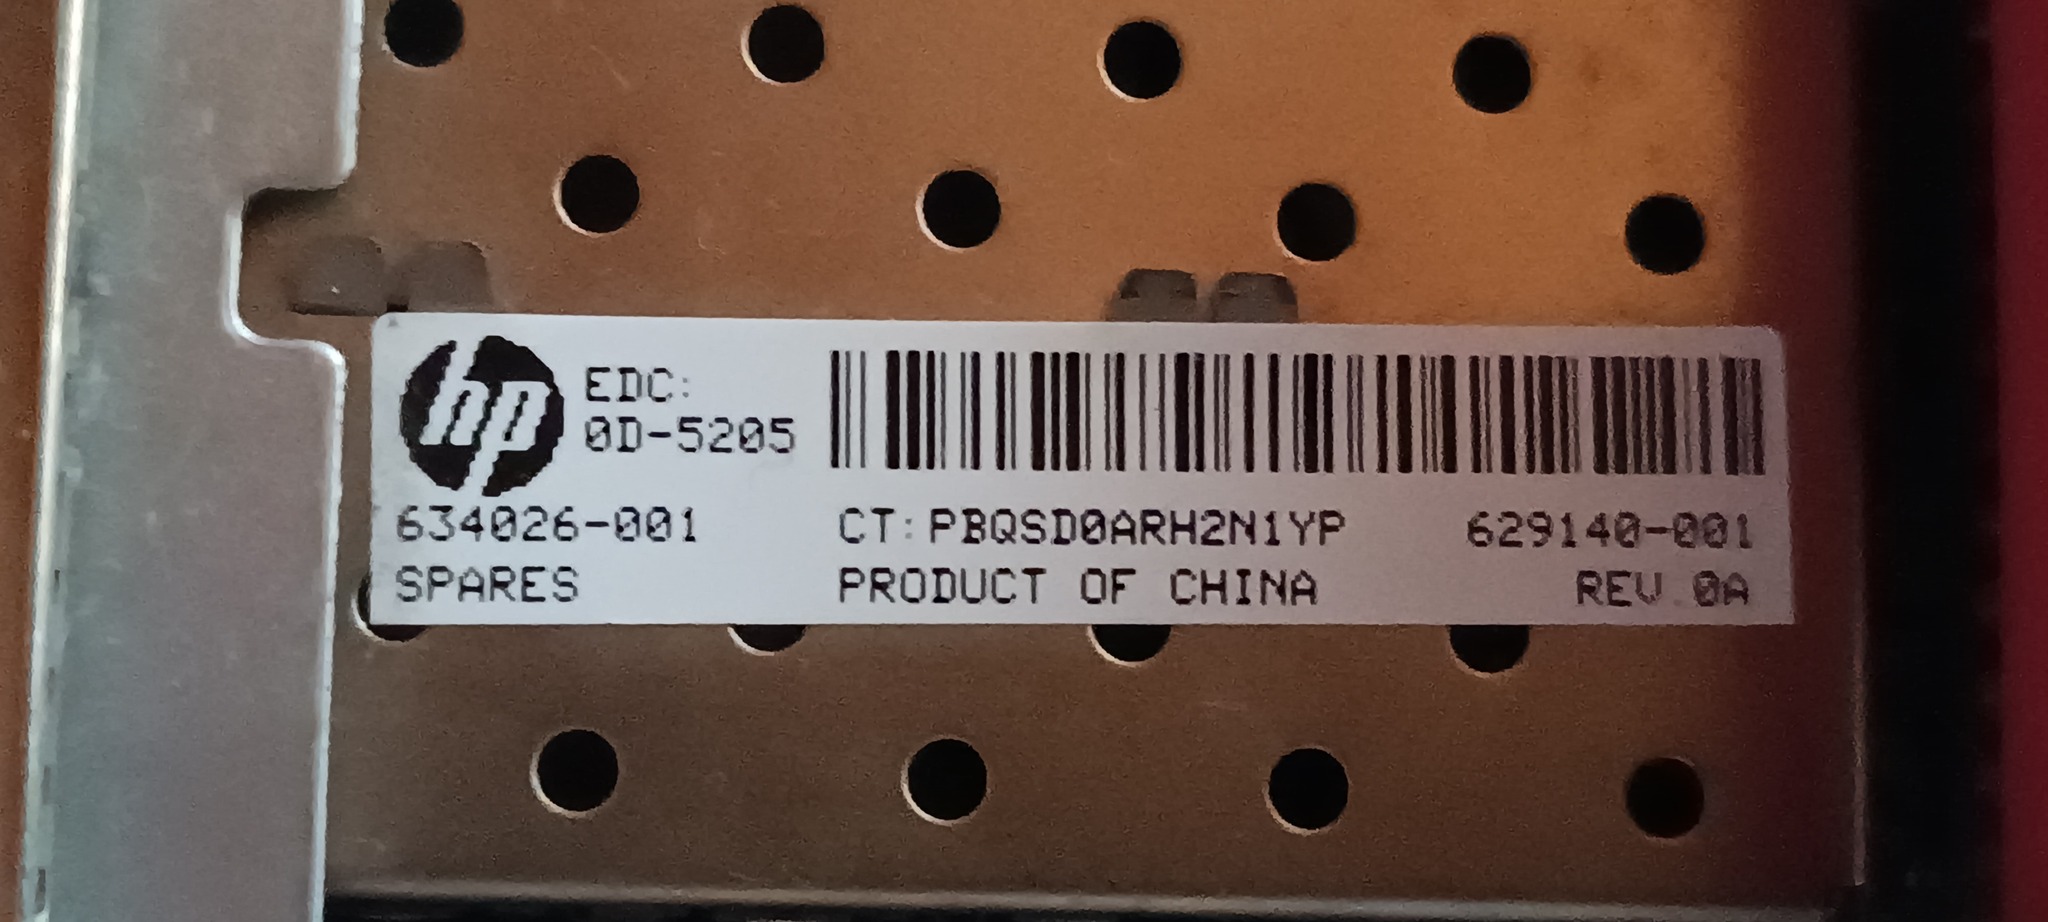 hp
EDC:
0D-5205
634026-001
SPARES
CT: PBQSD0ARH2N1YP
629140-001
PRODUCT OF CHINA
REV 0A